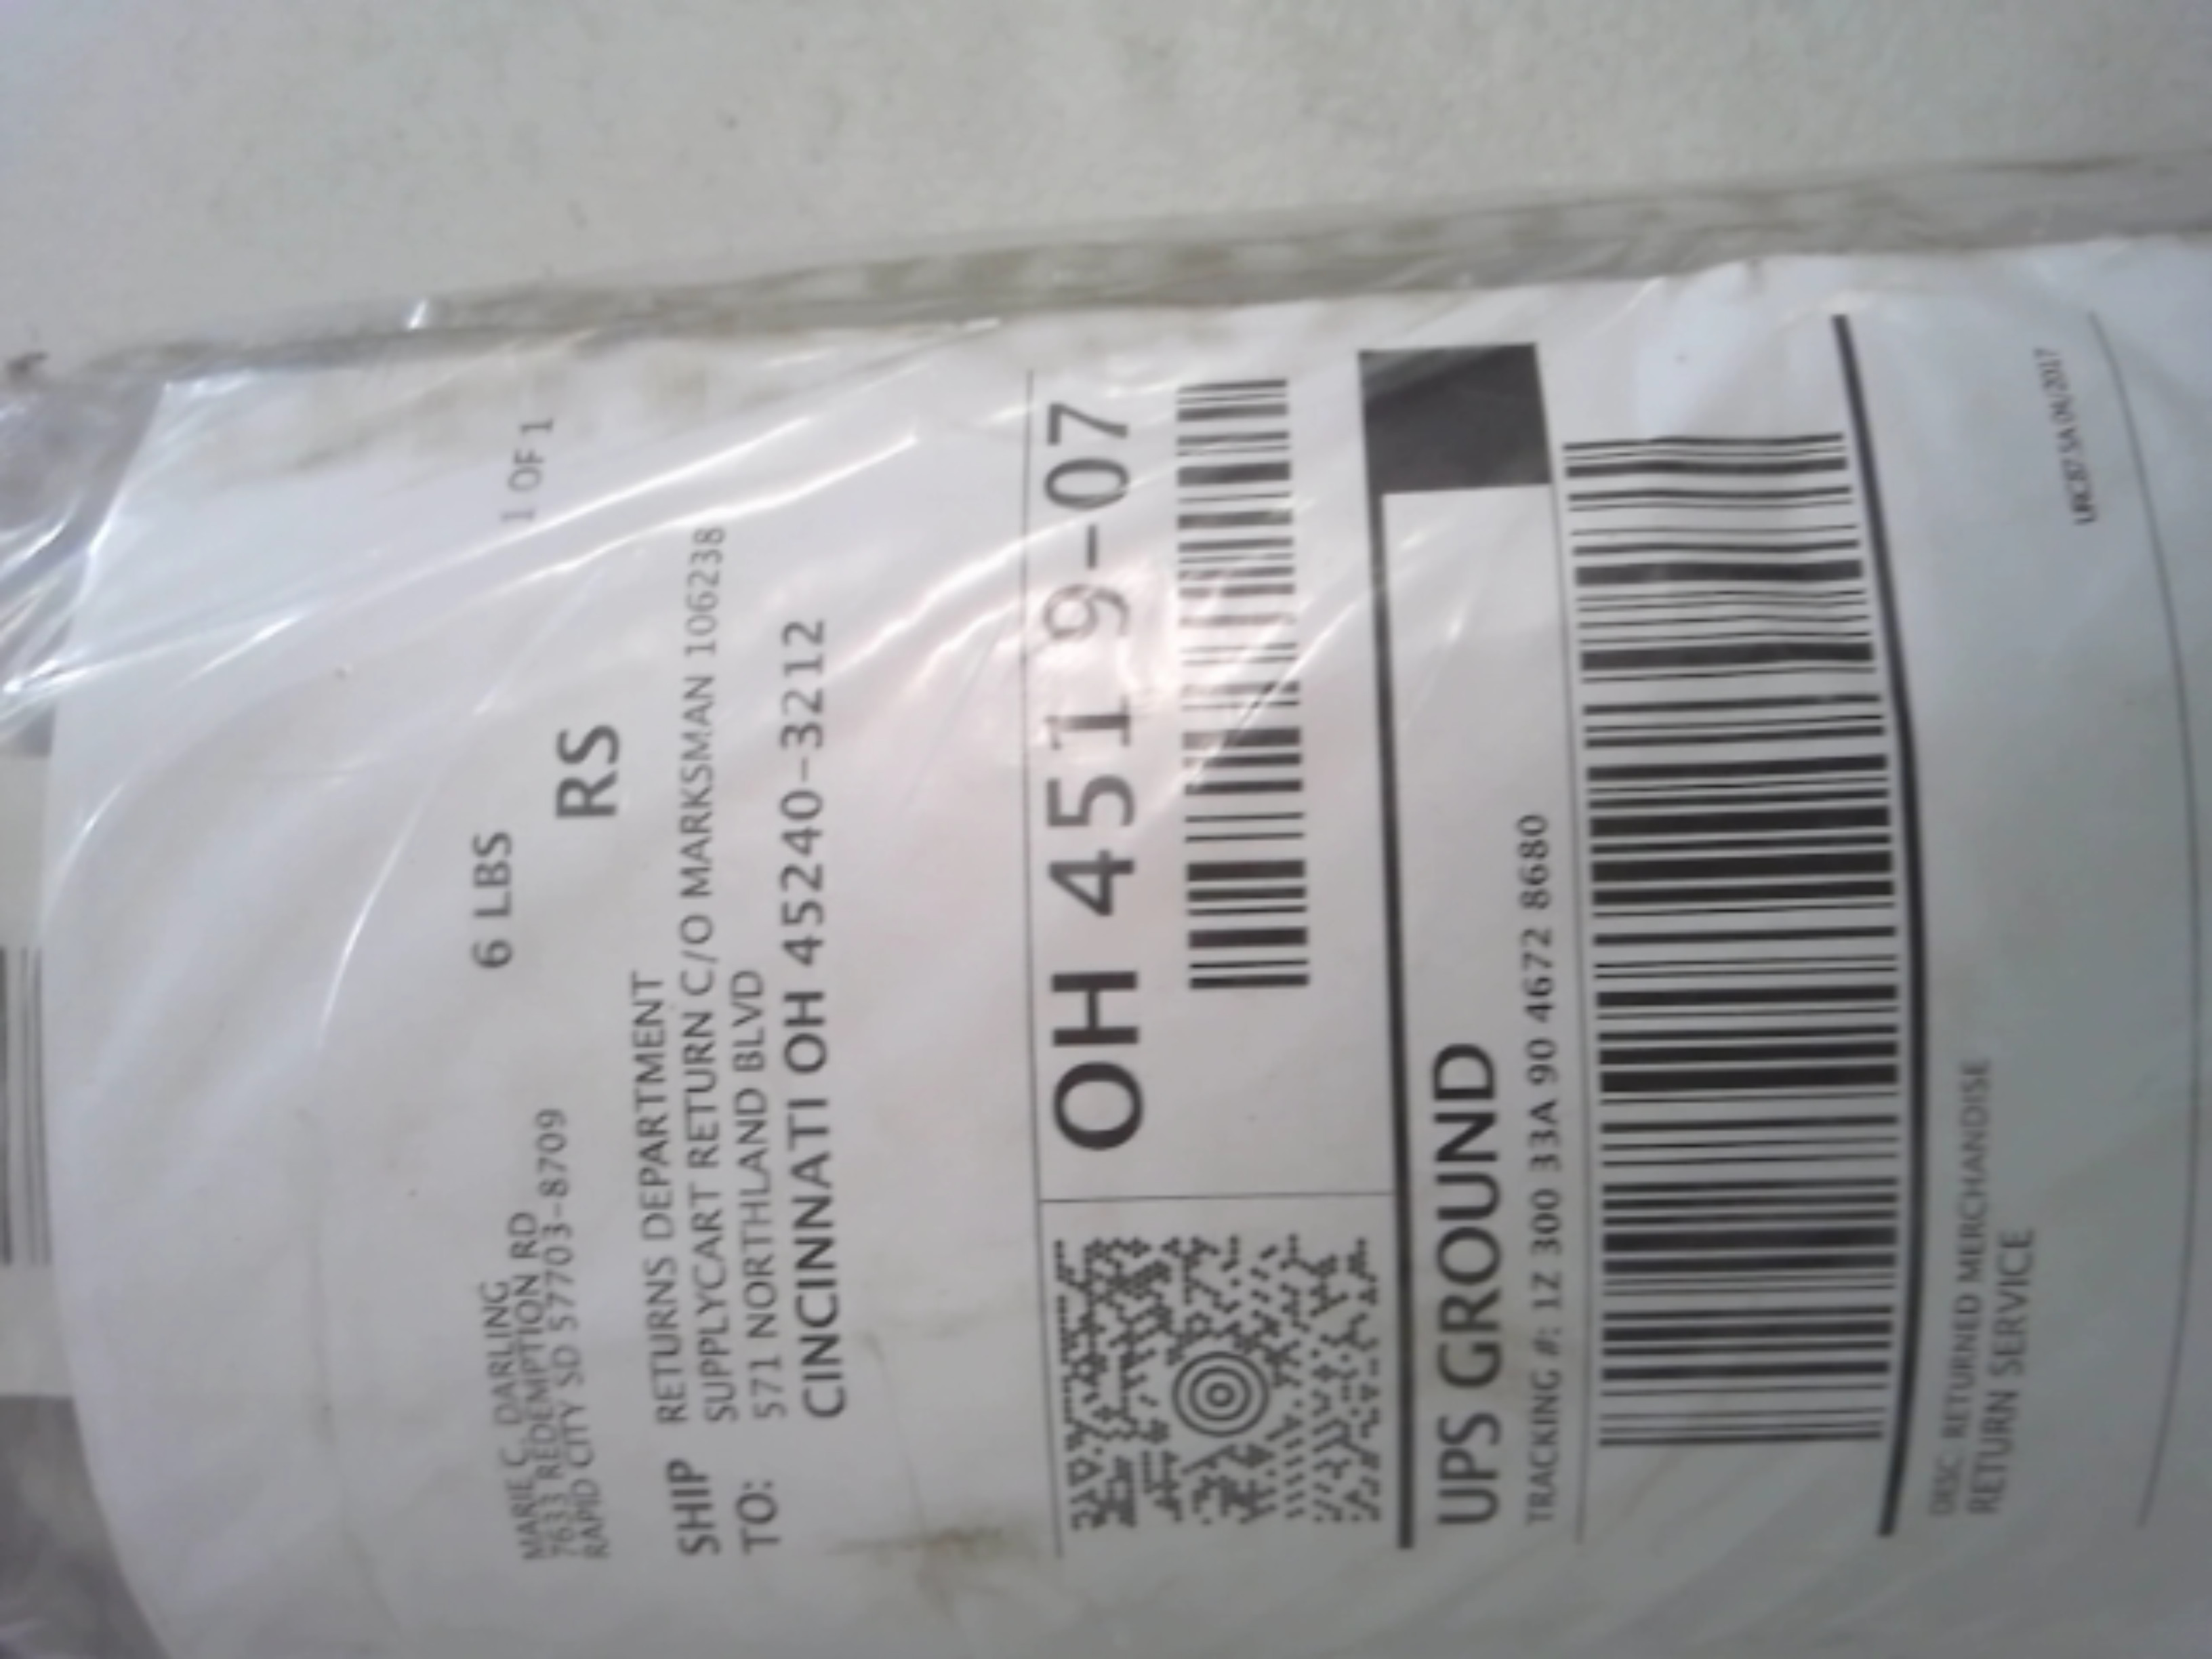 6 LBS
1 OF 1
MARIE C. DARLING
7633 REDEMPTION RD
RAPID CITY SD 57703-8709
RS
SHIP
TO:
RETURNS DEPARTMENT
SUPPLYCART RETURN C/O MARKSMAN 106238
571 NORTHLAND BLVD
CINCINNATI OH 45240-3212
OH 451 9-07
UPS GROUND
TRACKING #: 1Z 300 33A 90 4672 8680
DESC RETURNED MERCHANDISE
RETURN SERVICE